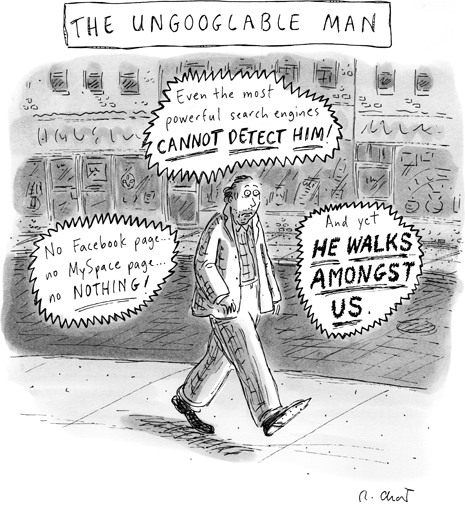 THE UNGOOGLABLE MAN
Even the most
powerful search engines
CANNOT DETECT HIM!
No Facebook page...
no MySpace page...
no NOTHING!
And yet
HE WALKS
AMONGST
US.
R. Chast